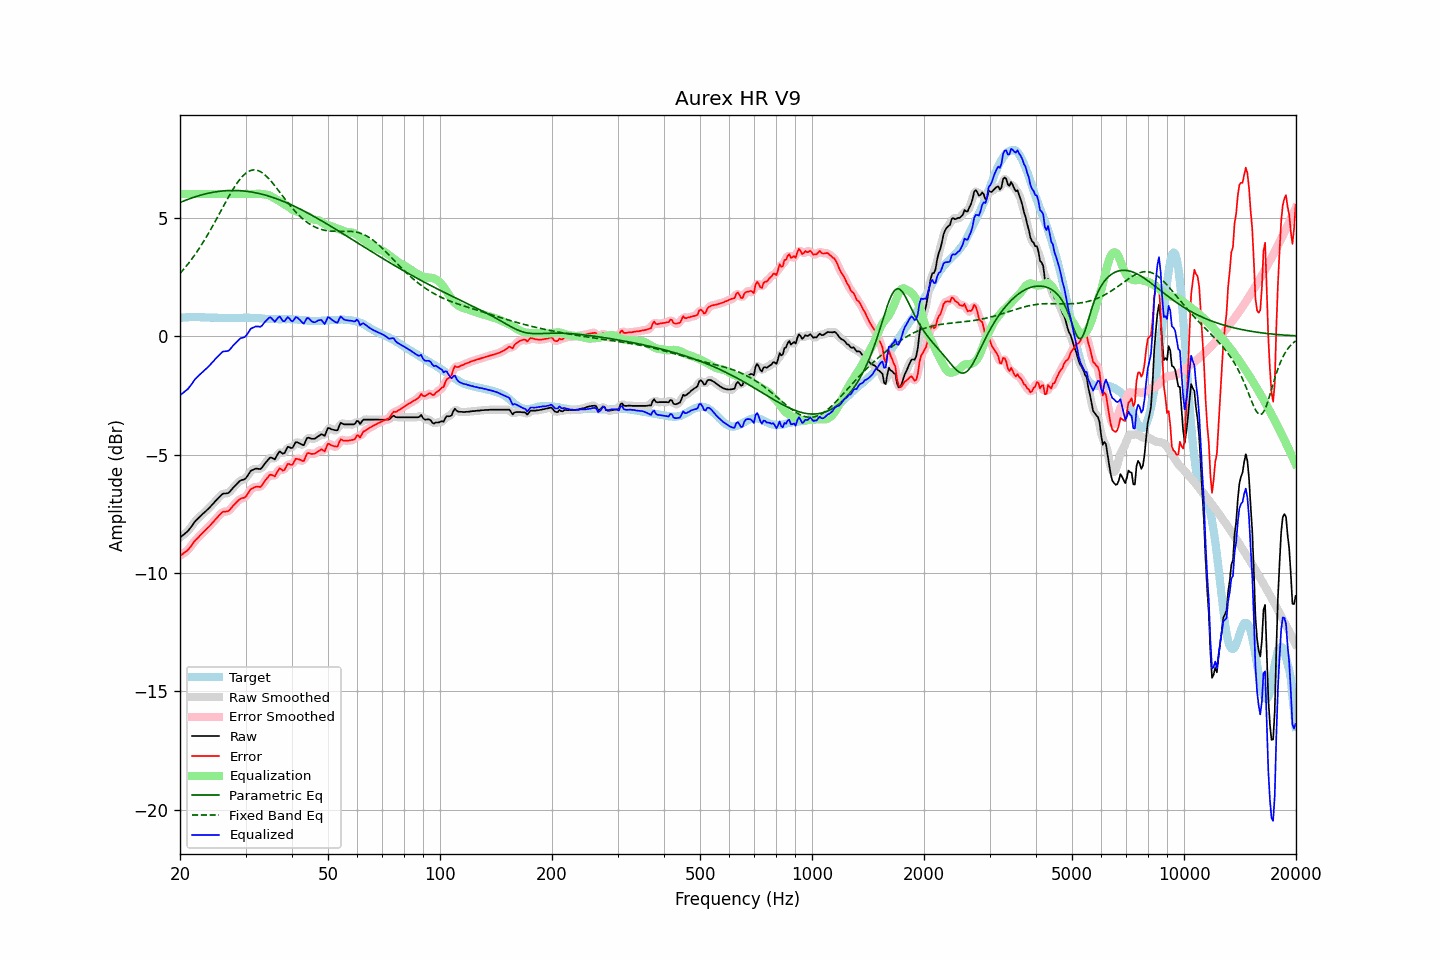 Aurex HR V9
Amplitude (dBr)
5
0
−5
−10
−15
−20
Target
Raw Smoothed
Error Smoothed
Raw
Error
Equalization
Parametric Eq
Fixed Band Eq
Equalized
20
50
100
200
500
1000
2000
5000
10000
20000
Frequency (Hz)